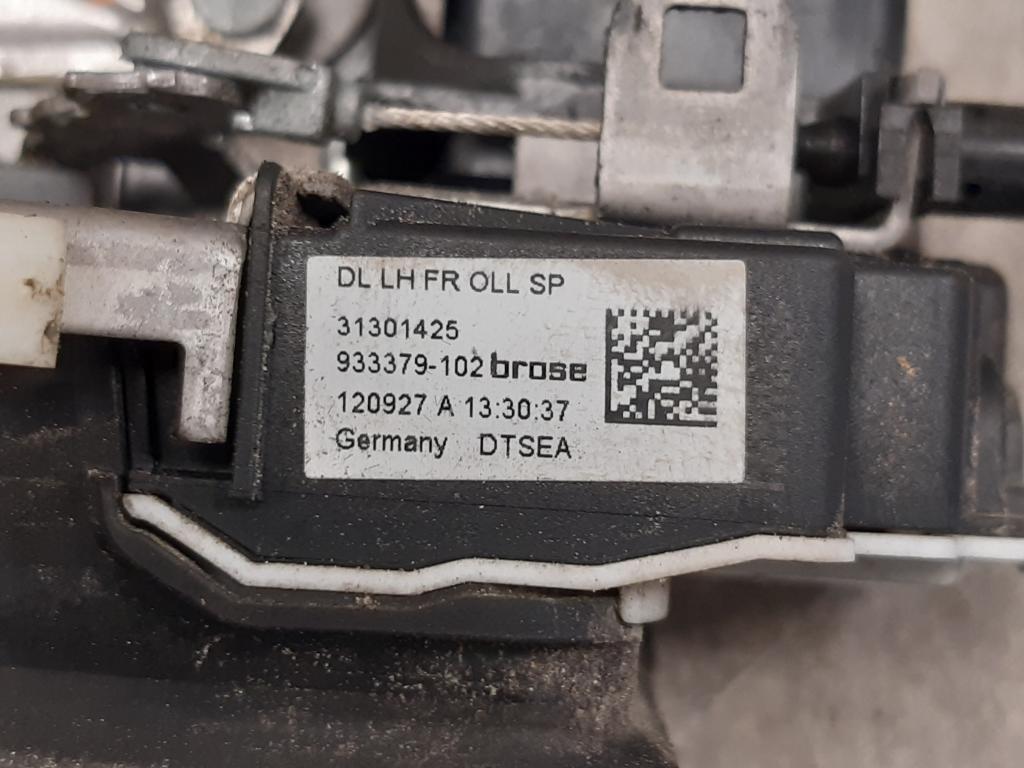 DL LH FR OLL SP
31301425
933379-102 brose
120927 A 13:30:37
Germany DTSEA